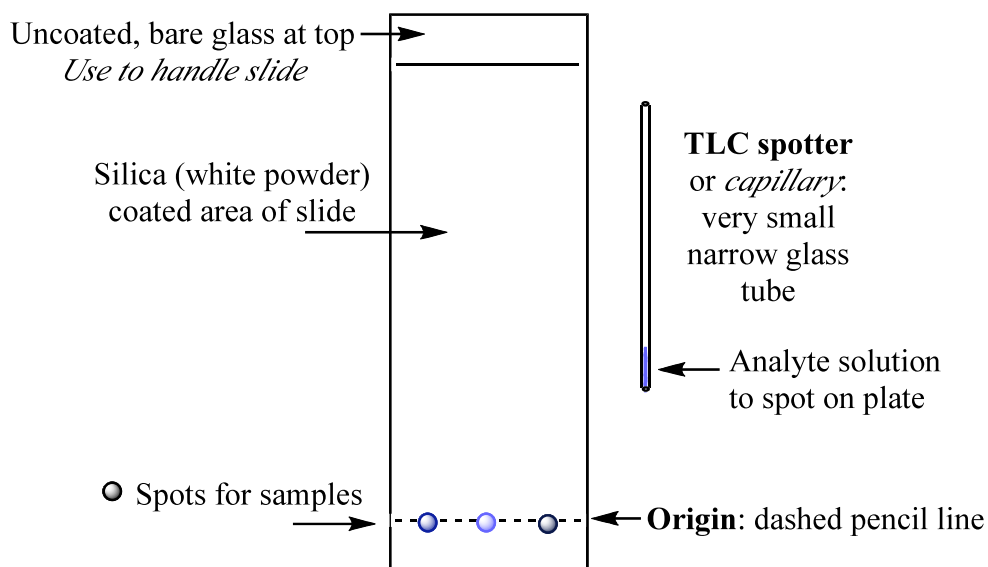 Uncoated, bare glass at top
Use to handle slide
Silica (white powder)
coated area of slide
TLC spotter
or capillary:
very small
narrow glass
tube
Analyte solution
to spot on plate
Spots for samples
Origin: dashed pencil line